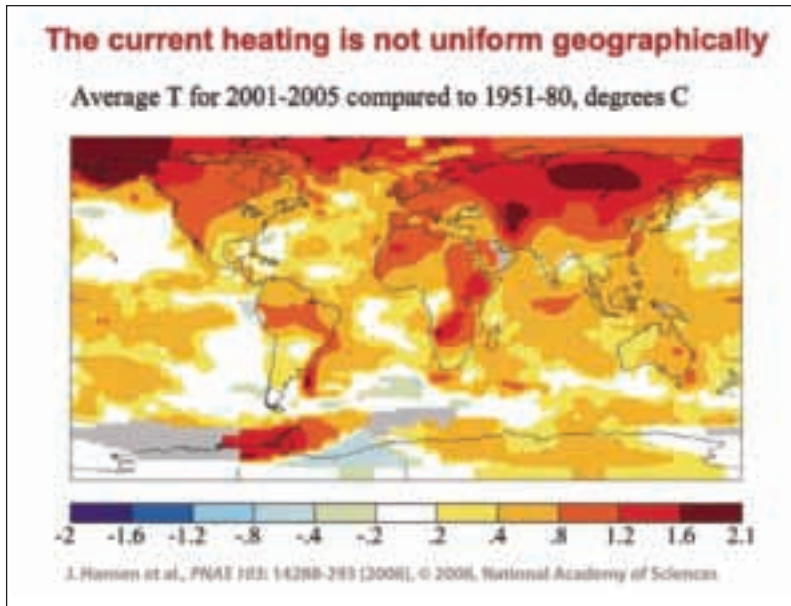 The current heating is not uniform geographically
Average T for 2001-2005 compared to 1951-80, degrees C
-2 -1.6 -1.2 -.8 -.4 -.2 .2 .4 .8 1.2 1.6 2.1
J. Hansen et al., PNAS 103: 14288-293 (2006), © 2006, National Academy of Sciences